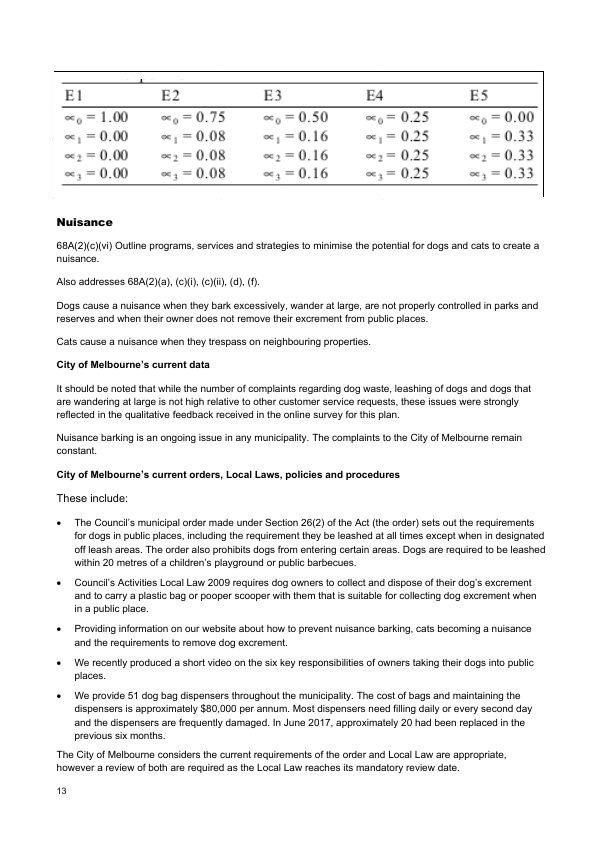 E1 E2 E3 E4 E5
∝0 = 1.00 ∝0 = 0.75 ∝0 = 0.50 ∝0 = 0.25 ∝0 = 0.00
∝1 = 0.00 ∝1 = 0.08 ∝1 = 0.16 ∝1 = 0.25 ∝1 = 0.33
∝2 = 0.00 ∝2 = 0.08 ∝2 = 0.16 ∝2 = 0.25 ∝2 = 0.33
∝3 = 0.00 ∝3 = 0.08 ∝3 = 0.16 ∝3 = 0.25 ∝3 = 0.33
Nuisance
68A(2)(c)(vi) Outline programs, services and strategies to minimise the potential for dogs and cats to create a
nuisance.
Also addresses 68A(2)(a), (c)(i), (c)(ii), (d), (f).
Dogs cause a nuisance when they bark excessively, wander at large, are not properly controlled in parks and
reserves and when their owner does not remove their excrement from public places.
Cats cause a nuisance when they trespass on neighbouring properties.
City of Melbourne's current data
It should be noted that while the number of complaints regarding dog waste, leashing of dogs and dogs that
are wandering at large is not high relative to other customer service requests, these issues were strongly
reflected in the qualitative feedback received in the online survey for this plan.
Nuisance barking is an ongoing issue in any municipality. The complaints to the City of Melbourne remain
constant.
City of Melbourne's current orders, Local Laws, policies and procedures
These include:
• The Council's municipal order made under Section 26(2) of the Act (the order) sets out the requirements
for dogs in public places, including the requirement they be leashed at all times except when in designated
off leash areas. The order also prohibits dogs from entering certain areas. Dogs are required to be leashed
within 20 metres of a children's playground or public barbecues.
• Council's Activities Local Law 2009 requires dog owners to collect and dispose of their dog's excrement
and to carry a plastic bag or pooper scooper with them that is suitable for collecting dog excrement when
in a public place.
• Providing information on our website about how to prevent nuisance barking, cats becoming a nuisance
and the requirements to remove dog excrement.
• We recently produced a short video on the six key responsibilities of owners taking their dogs into public
places.
• We provide 51 dog bag dispensers throughout the municipality. The cost of bags and maintaining the
dispensers is approximately $80,000 per annum. Most dispensers need filling daily or every second day
and the dispensers are frequently damaged. In June 2017, approximately 20 had been replaced in the
previous six months.
The City of Melbourne considers the current requirements of the order and Local Law are appropriate,
however a review of both are required as the Local Law reaches its mandatory review date.
13